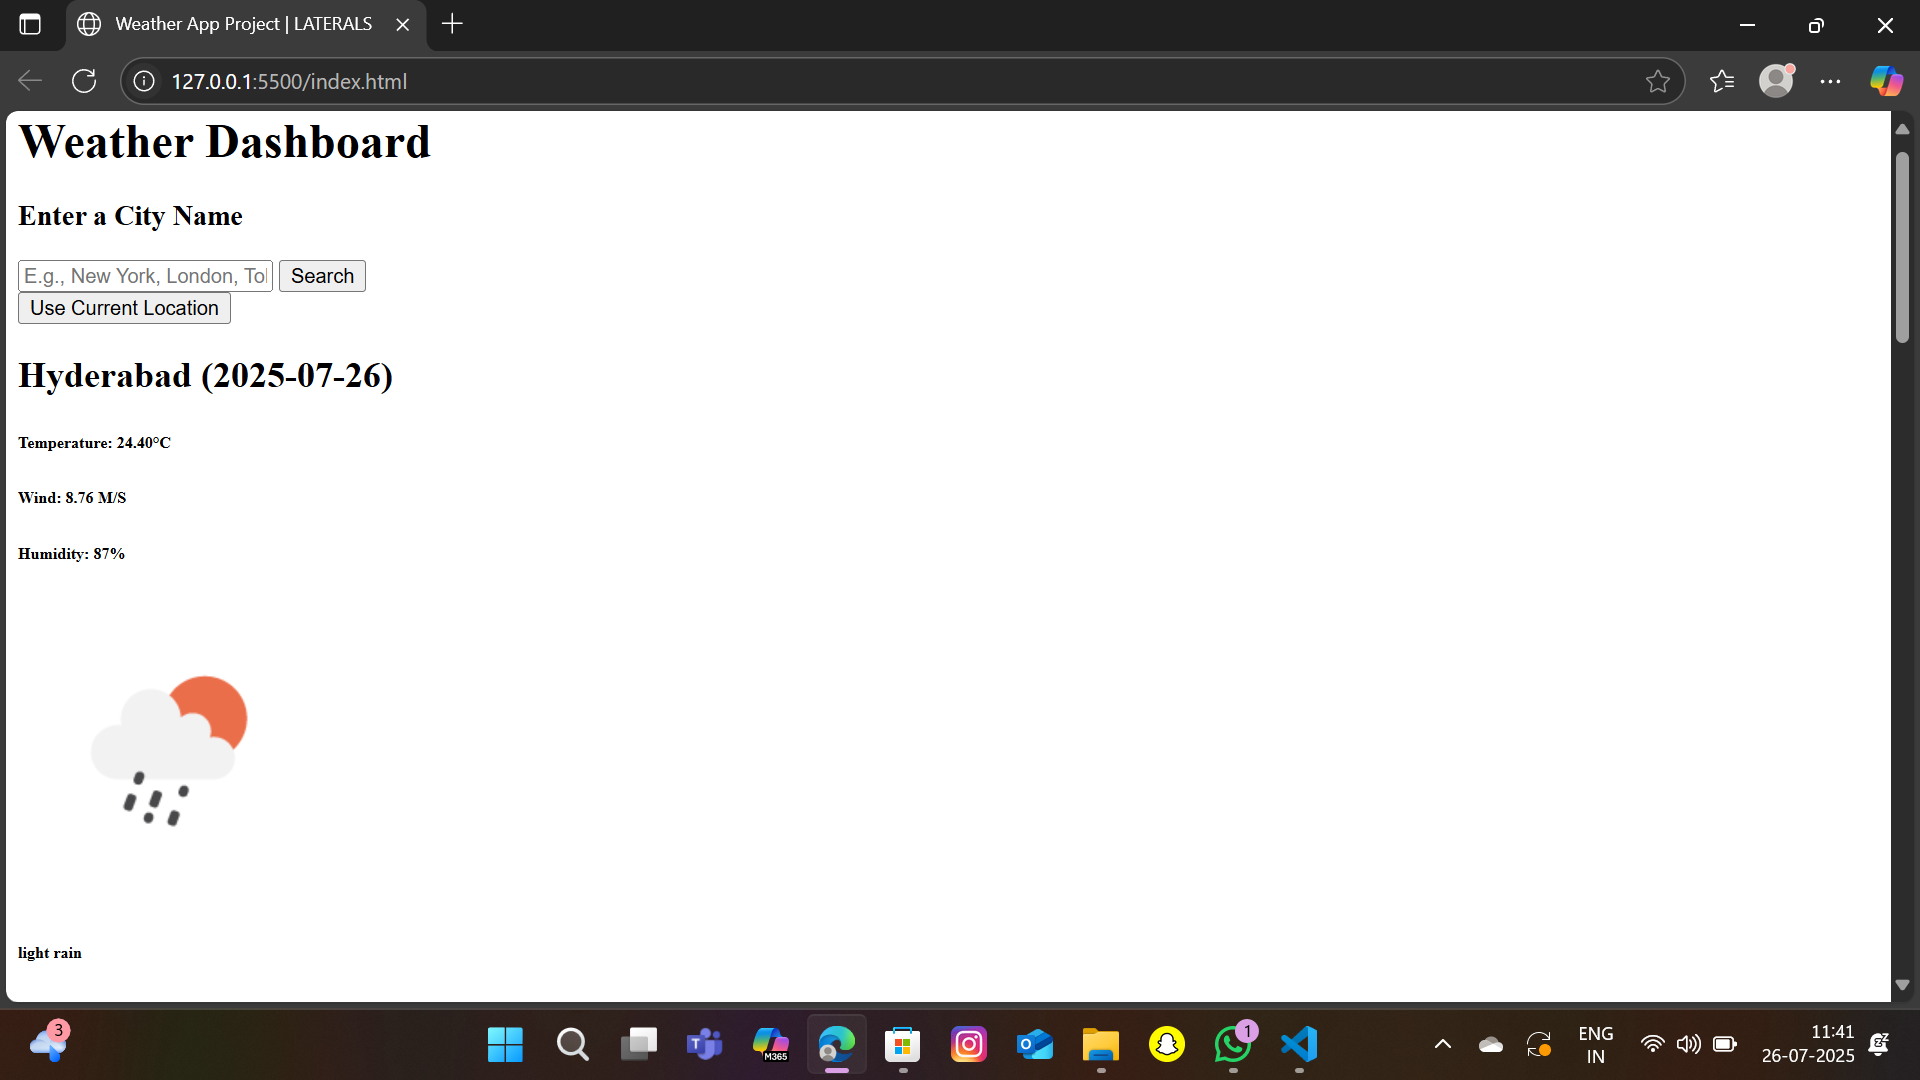 Weather App Project | LATERALS
127.0.0.1:5500/index.html
Weather Dashboard
Enter a City Name
E.g., New York, London, Tol
Search
Use Current Location
Hyderabad (2025-07-26)
Temperature: 24.40°C
Wind: 8.76 M/S
Humidity: 87%
light rain
3
T
M365
O
1
ENG
IN
11:41
26-07-2025